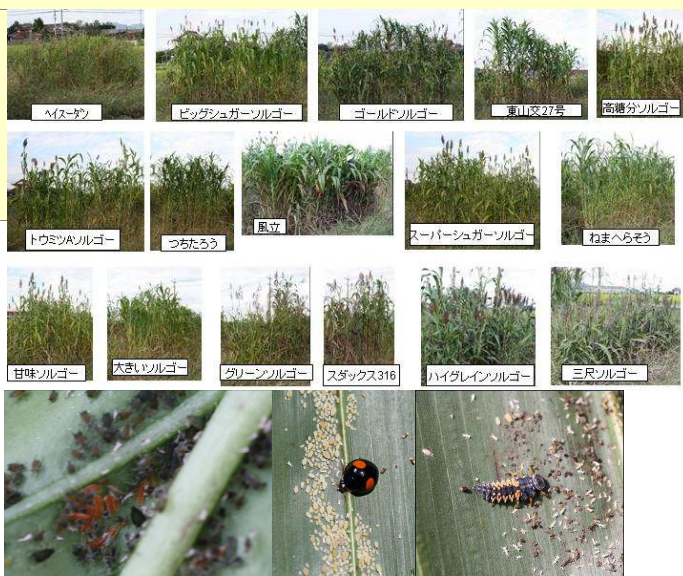 ヘイスーダン
ビッグシュガーソルゴー
ゴールドソルゴー
東山交27号
高糖分ソルゴー
トウミツAソルゴー
つちたろう
風立
スーパーシュガーソルゴー
ねまへらそう
甘味ソルゴー
大きいソルゴー
グリーンソルゴー
スダックス316
ハイグレインソルゴー
三尺ソルゴー